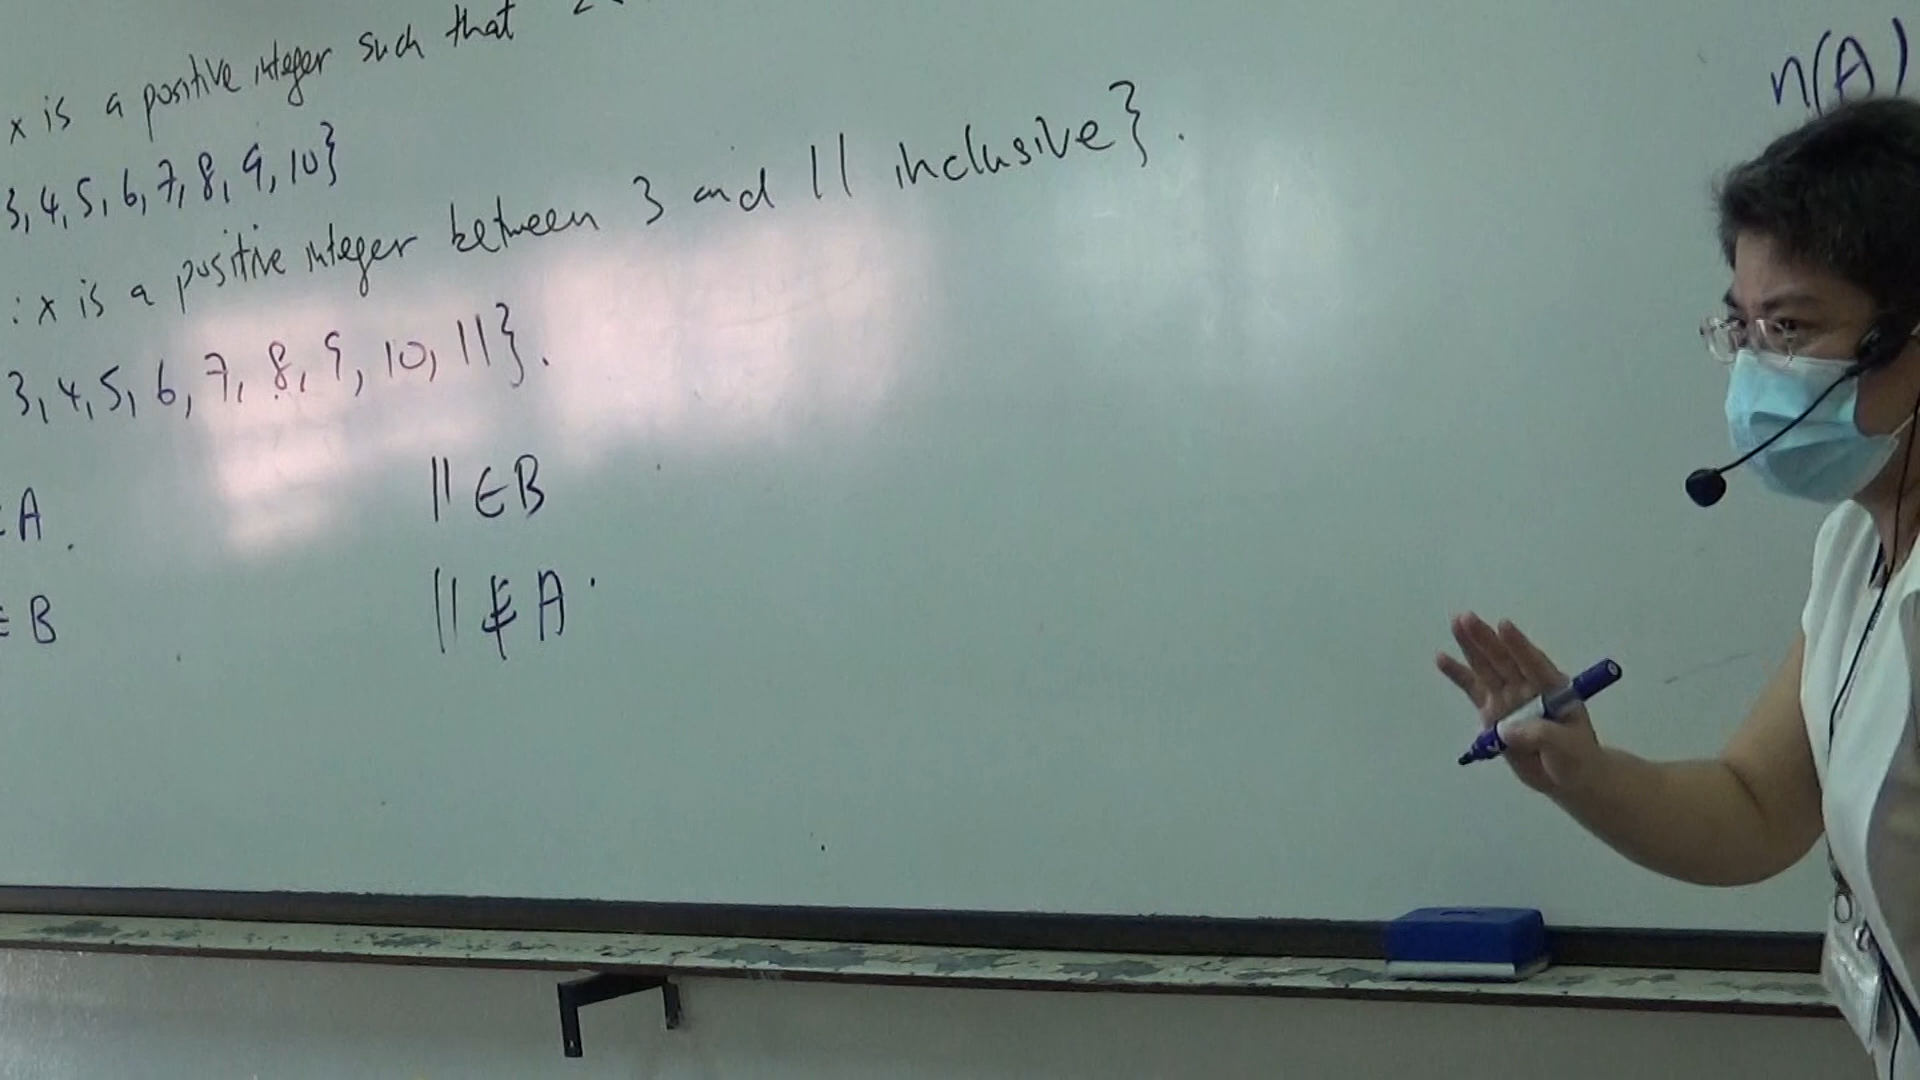 x is a positive integer such that 2
3, 4, 5, 6, 7, 8, 9, 10}
: x is a positive integer between 3 and 11 inclusive}.
3, 4, 5, 6, 7, 8, 9, 10, 11}.
∈ A.
∈ B
11 ∈ B
11 ∉ A.
n(A)